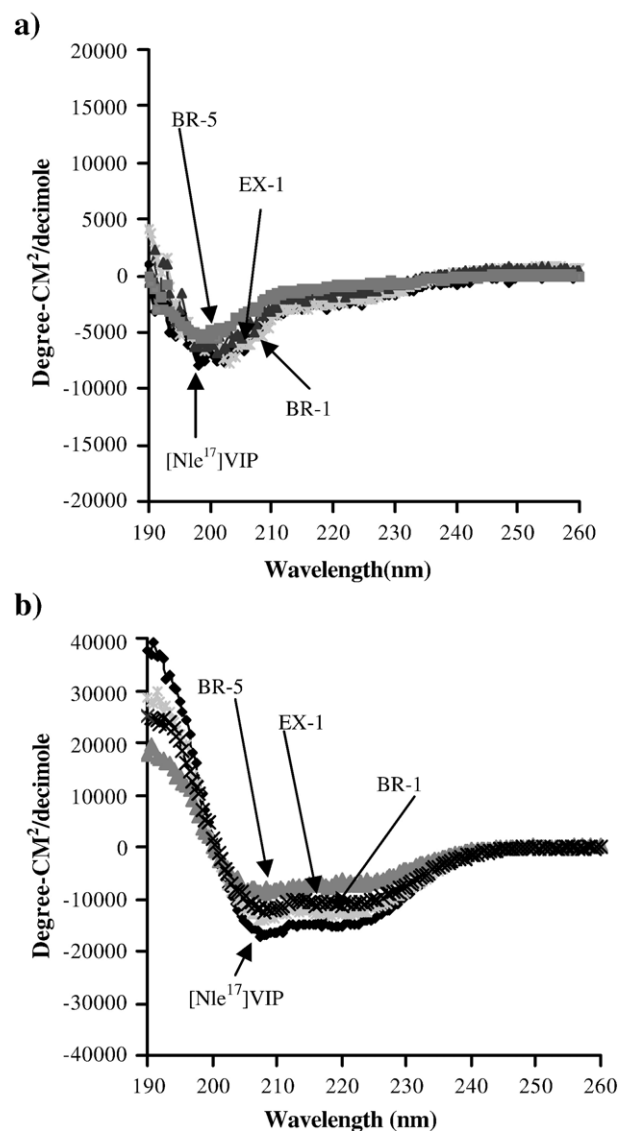 a)
20000
15000
10000
5000
0
-5000
-10000
-15000
-20000
Degree-CM²/decimole
BR-5
EX-1
BR-1
[Nle¹⁷]VIP
190 200 210 220 230 240 250 260
Wavelength(nm)
b)
40000
30000
20000
10000
0
-10000
-20000
-30000
-40000
Degree-CM²/decimole
BR-5
EX-1
BR-1
[Nle¹⁷]VIP
190 200 210 220 230 240 250 260
Wavelength (nm)